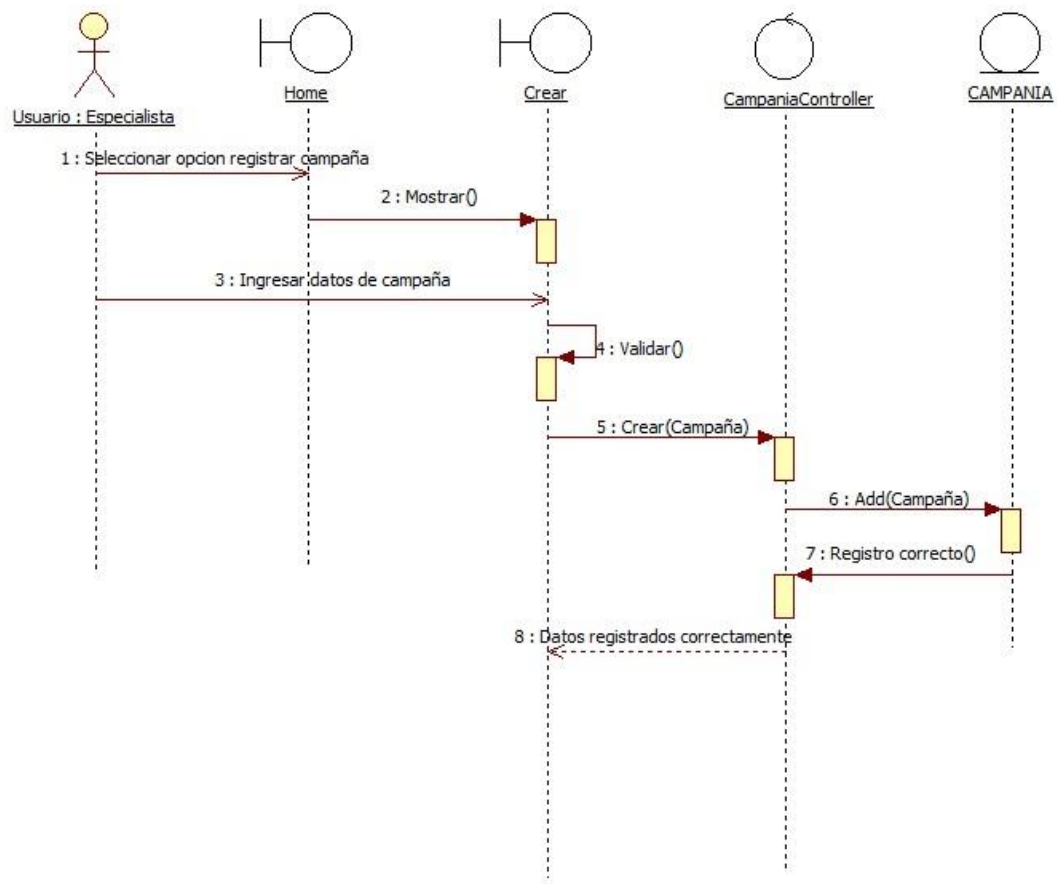 Usuario : Especialista
Home
Crear
CampaniaController
CAMPANIA
1 : Seleccionar opcion registrar campaña
2 : Mostrar()
3 : Ingresar datos de campaña
4 : Validar()
5 : Crear(Campaña)
6 : Add(Campaña)
7 : Registro correcto()
8 : Datos registrados correctamente